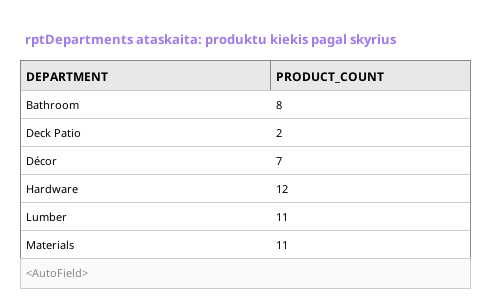 rptDepartments ataskaita: produktu kiekis pagal skyrius
DEPARTMENT PRODUCT_COUNT
Bathroom 8
Deck Patio 2
Décor 7
Hardware 12
Lumber 11
Materials 11
<AutoField>